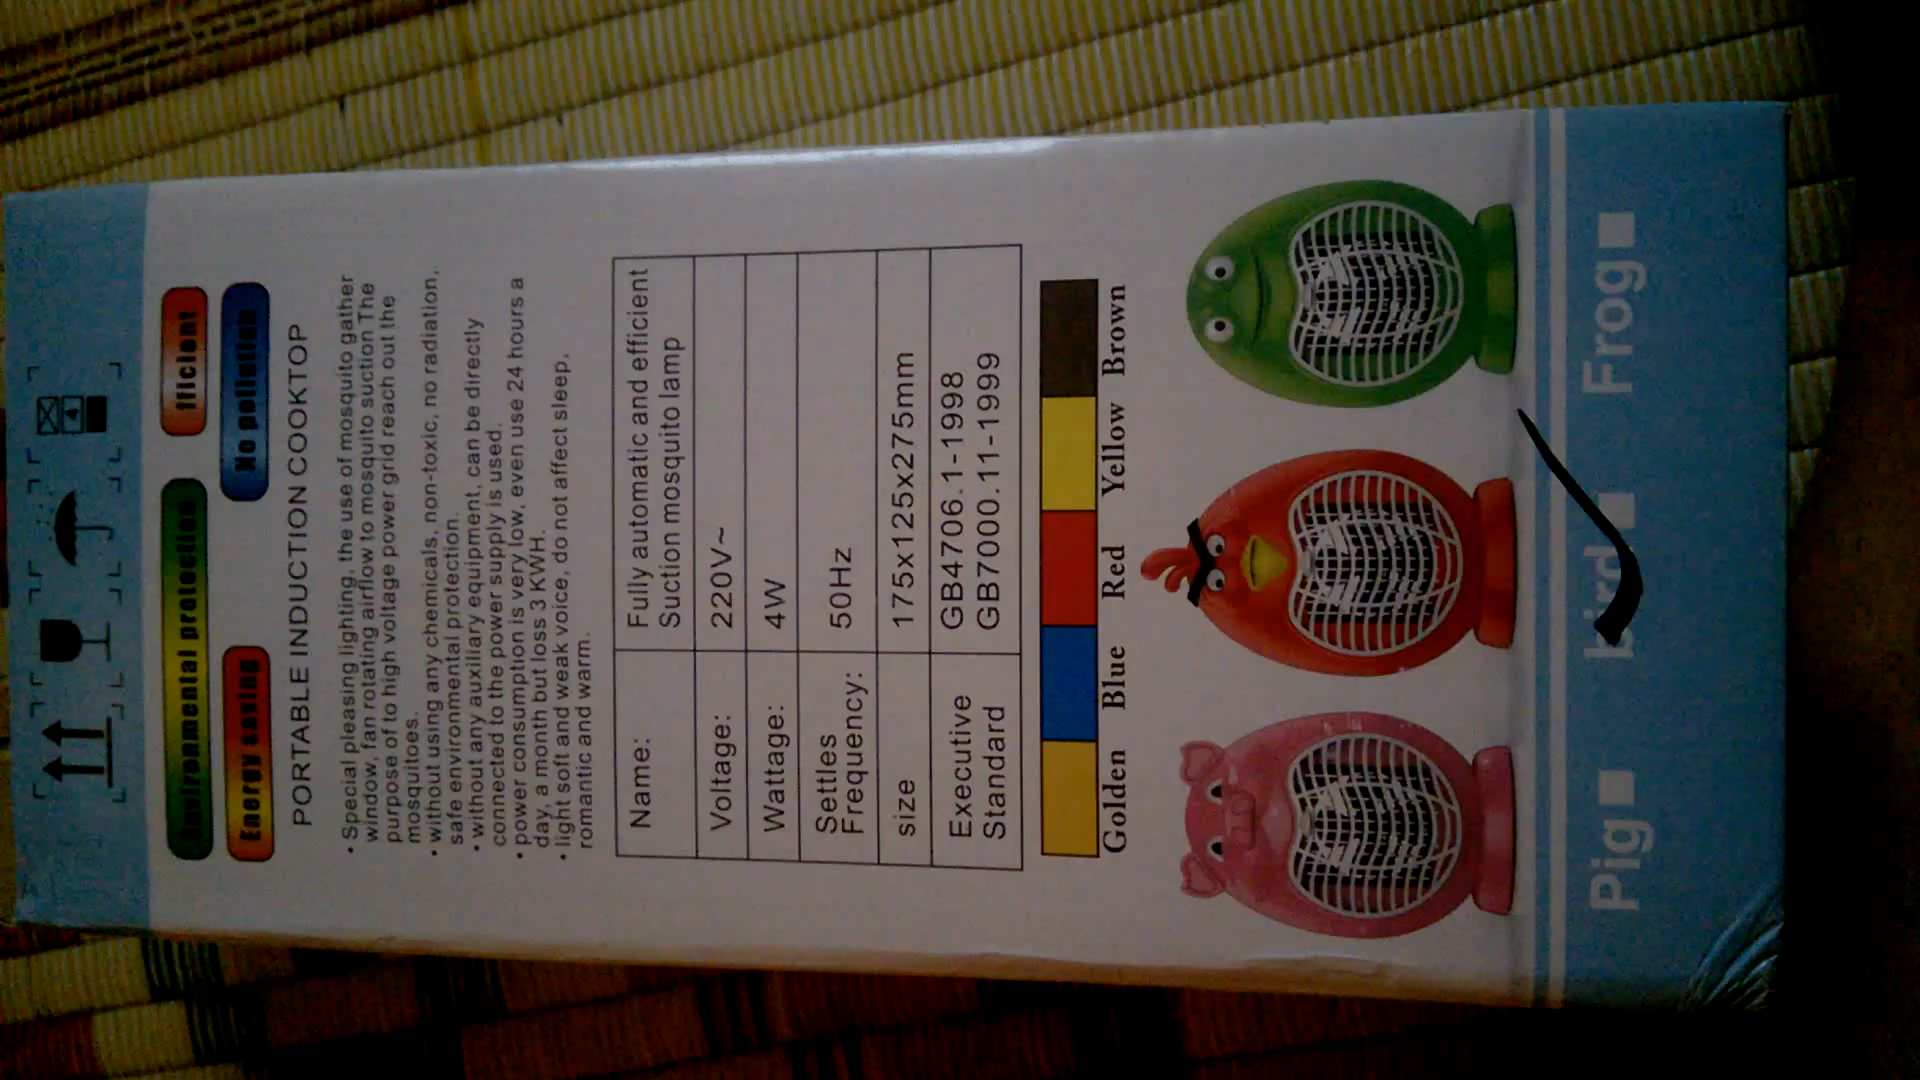 Environmental protection
Efficient
Energy saving
No pollution
PORTABLE INDUCTION COOKTOP
• Special pleasing lighting, the use of mosquito gather
window, fan rotating airflow to mosquito suction The
purpose of to high voltage power grid reach out the
mosquitoes.
• without using any chemicals, non-toxic, no radiation,
safe environmental protection.
• without any auxiliary equipment, can be directly
connected to the power supply is used.
• power consumption is very low, even use 24 hours a
day, a month but loss 3 KWH.
• light soft and weak voice, do not affect sleep,
romantic and warm.
Name:
Fully automatic and efficient
Suction mosquito lamp
Voltage:
220V~
Wattage:
4W
Settles
Frequency:
50Hz
size
175x125x275mm
Executive
Standard
GB4706.1-1998
GB7000.11-1999
Golden Blue Red Yellow Brown
Pig bird Frog
4